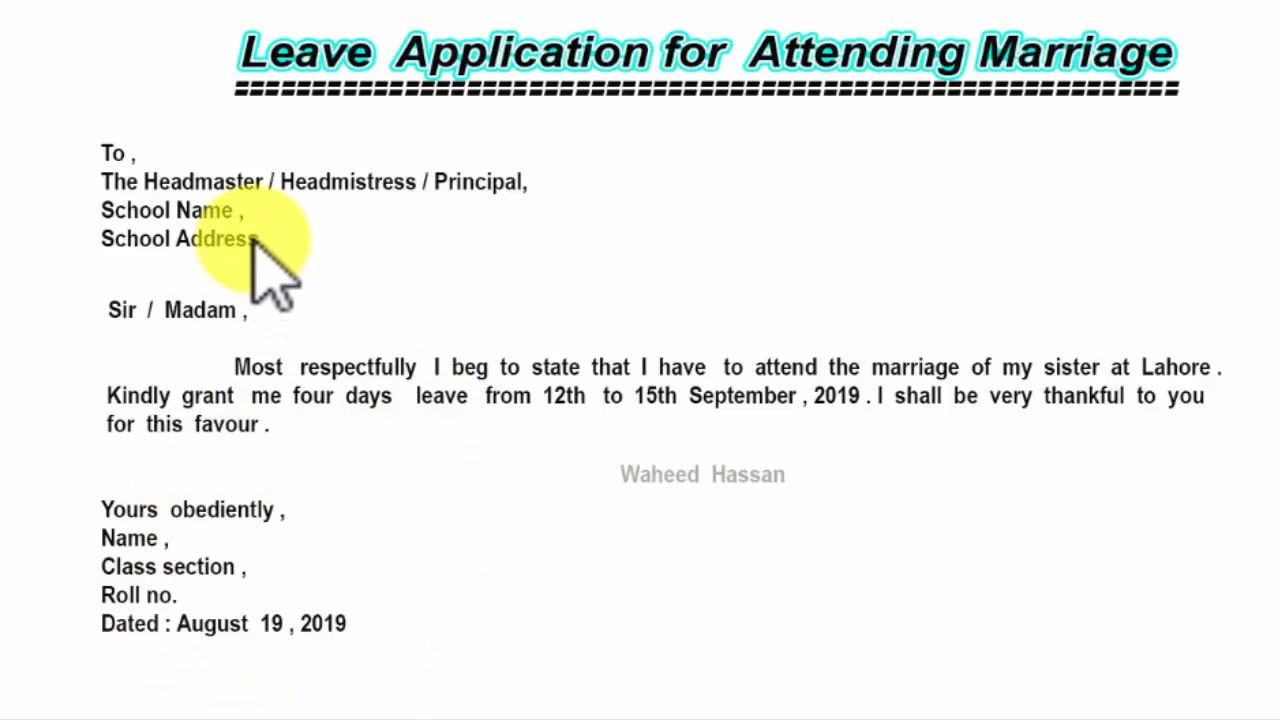 Leave Application for Attending Marriage
To ,
The Headmaster / Headmistress / Principal,
School Name ,
School Address
Sir / Madam ,
Most respectfully I beg to state that I have to attend the marriage of my sister at Lahore .
Kindly grant me four days leave from 12th to 15th September , 2019 . I shall be very thankful to you
for this favour .
Waheed Hassan
Yours obediently ,
Name ,
Class section ,
Roll no.
Dated : August 19 , 2019